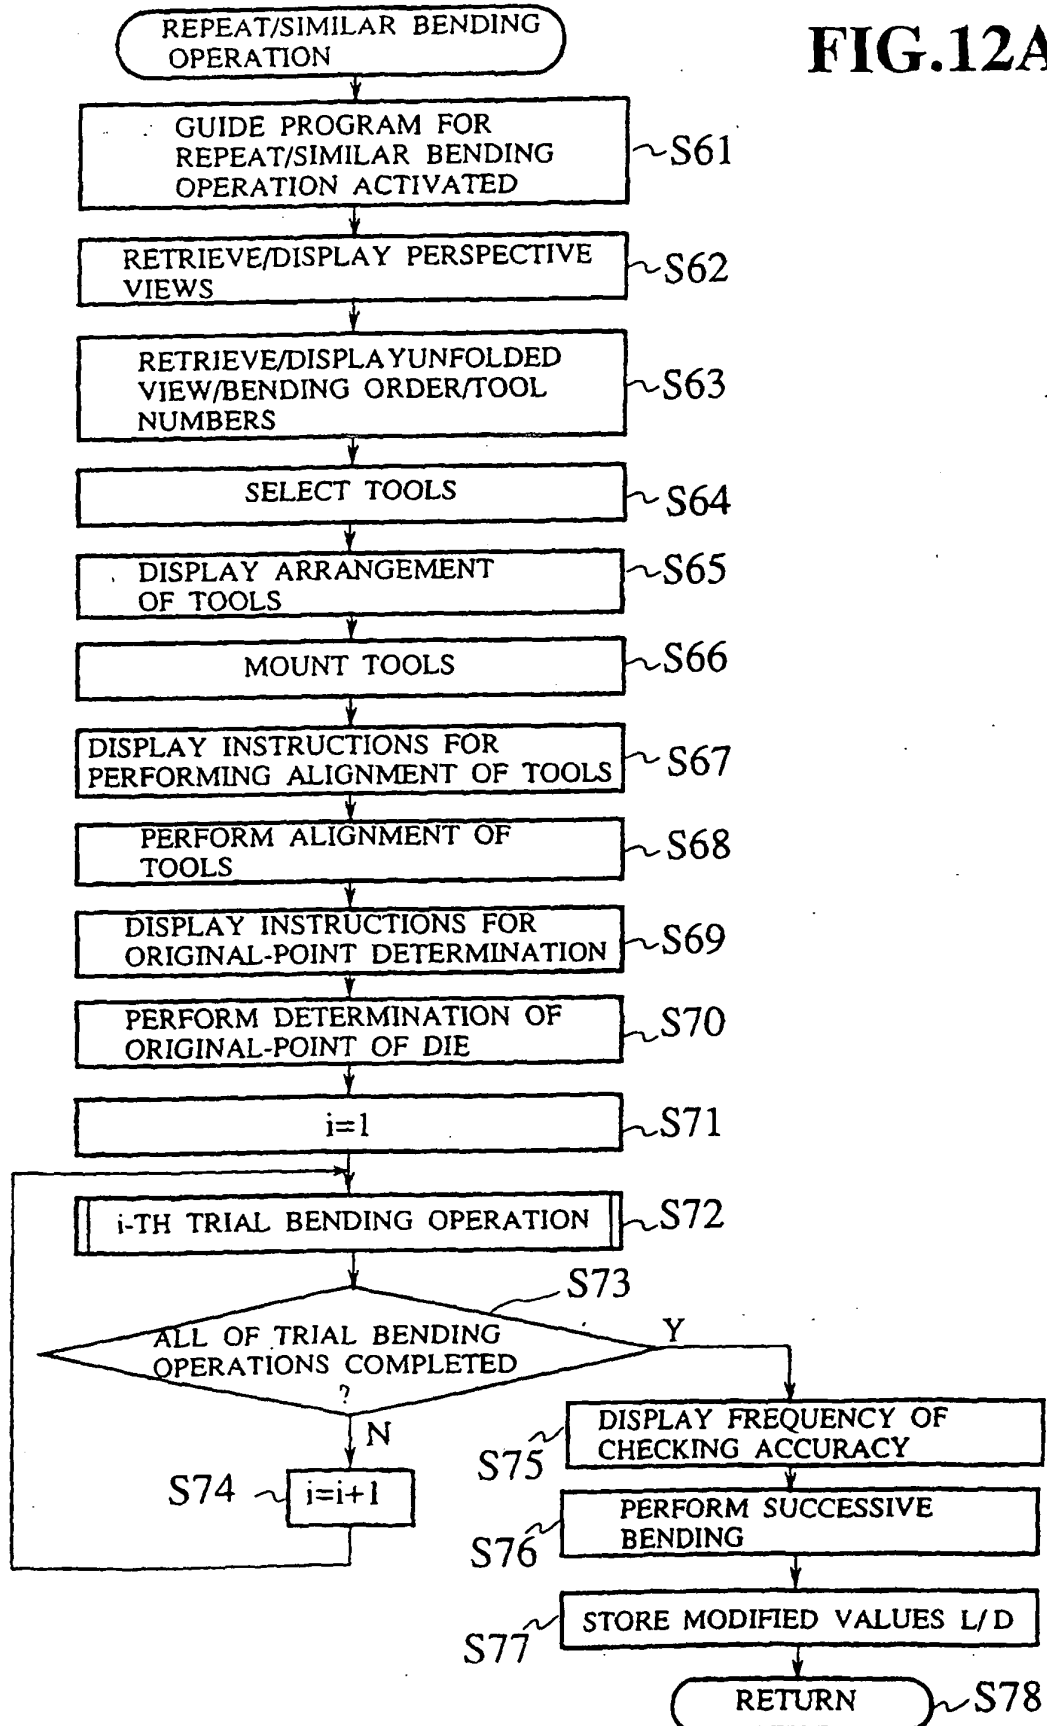 REPEAT/SIMILAR BENDING
OPERATION
FIG.12A
GUIDE PROGRAM FOR
REPEAT/SIMILAR BENDING
OPERATION ACTIVATED
S61
RETRIEVE/DISPLAY PERSPECTIVE
VIEWS
S62
RETRIEVE/DISPLAYUNFOLDED
VIEW/BENDING ORDER/TOOL
NUMBERS
S63
SELECT TOOLS
S64
DISPLAY ARRANGEMENT
OF TOOLS
S65
MOUNT TOOLS
S66
DISPLAY INSTRUCTIONS FOR
PERFORMING ALIGNMENT OF TOOLS
S67
PERFORM ALIGNMENT OF
TOOLS
S68
DISPLAY INSTRUCTIONS FOR
ORIGINAL-POINT DETERMINATION
S69
PERFORM DETERMINATION OF
ORIGINAL-POINT OF DIE
S70
i=1
S71
i-TH TRIAL BENDING OPERATION
S72
S73
ALL OF TRIAL BENDING
OPERATIONS COMPLETED
?
Y
N
S74
i=i+1
DISPLAY FREQUENCY OF
CHECKING ACCURACY
S75
PERFORM SUCCESSIVE
BENDING
S76
STORE MODIFIED VALUES L/D
S77
RETURN
S78